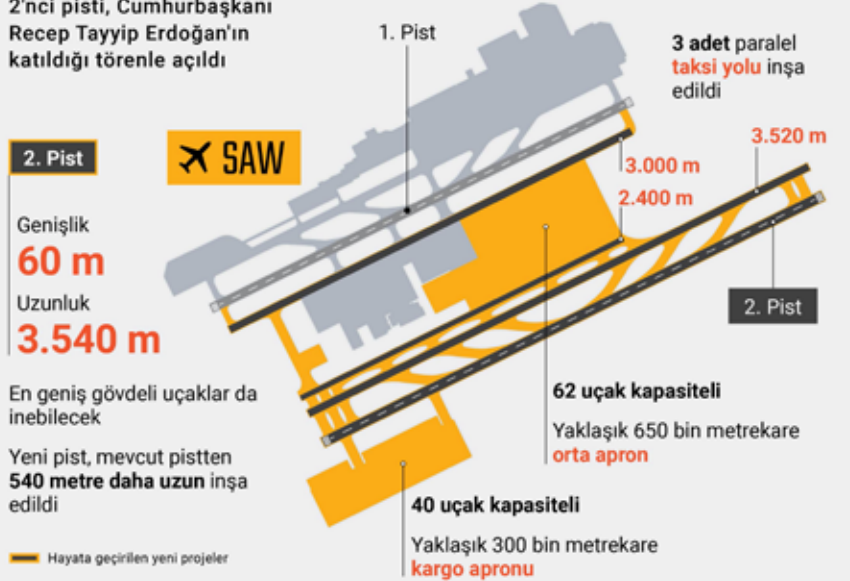 2'nci pisti, Cumhurbaşkanı
Recep Tayyip Erdoğan'ın
katıldığı törenle açıldı
1. Pist
3 adet paralel
taksi yolu inşa
edildi
2. Pist
SAW
3.520 m
3.000 m
2.400 m
Genişlik
60 m
Uzunluk
3.540 m
2. Pist
En geniş gövdeli uçaklar da
inebilecek
Yeni pist, mevcut pistten
540 metre daha uzun inşa
edildi
62 uçak kapasiteli
Yaklaşık 650 bin metrekare
orta apron
40 uçak kapasiteli
Yaklaşık 300 bin metrekare
kargo apronu
Hayata geçirilen yeni projeler